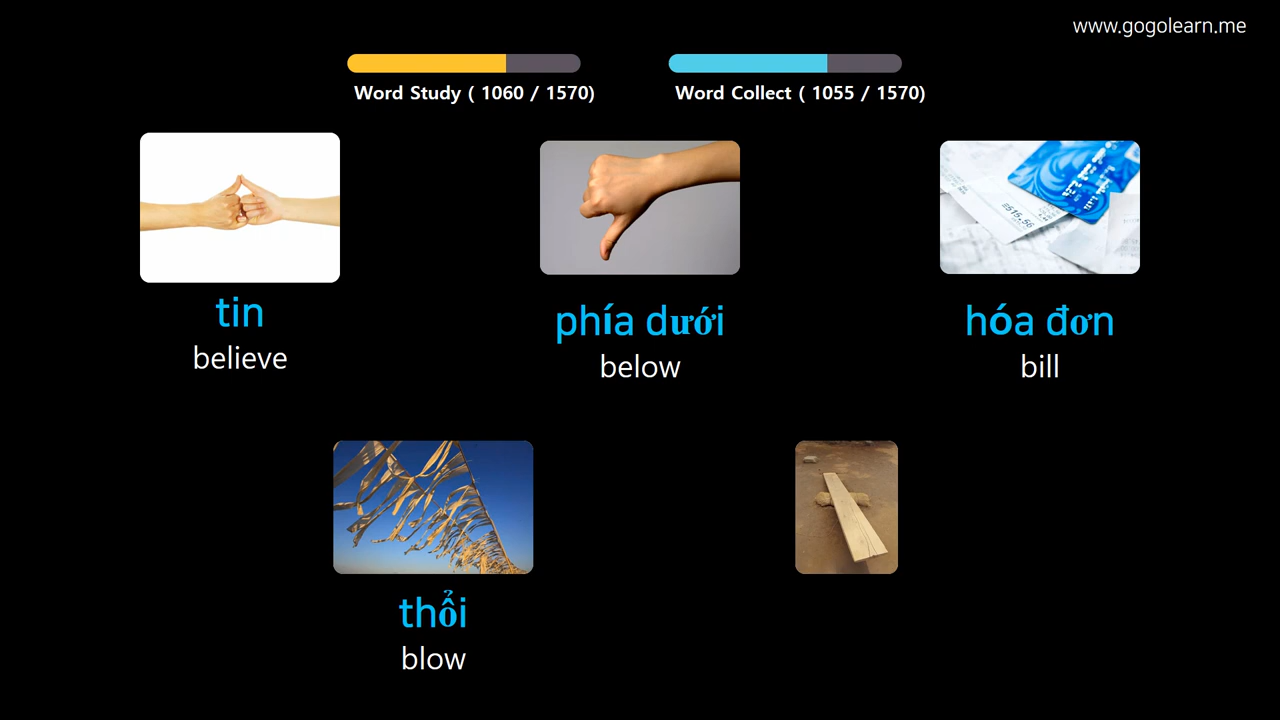 www.gogolearn.me
Word Study ( 1060 / 1570)
Word Collect ( 1055 / 1570)
tin
believe
phía dưới
below
hóa đơn
bill
thổi
blow